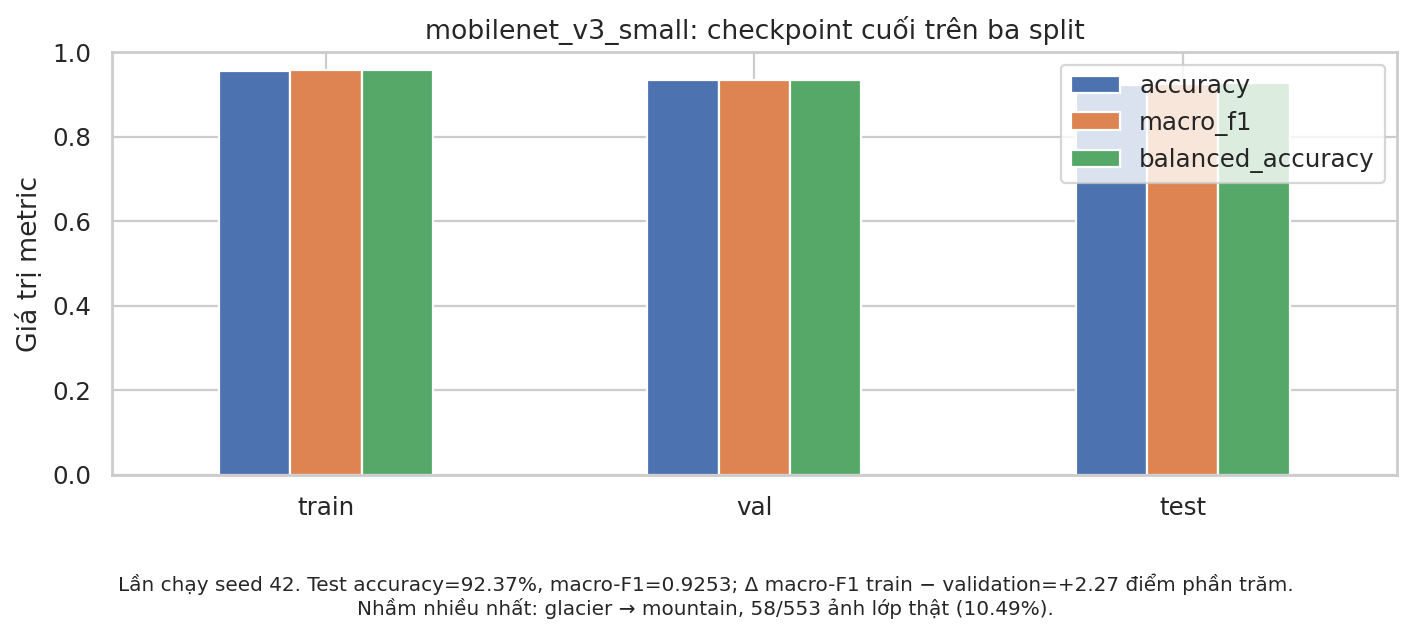 mobilenet_v3_small: checkpoint cuối trên ba split
Giá trị metric
1.0
0.8
0.6
0.4
0.2
0.0
accuracy
macro_f1
balanced_accuracy
train
val
test
Lần chạy seed 42. Test accuracy=92.37%, macro-F1=0.9253; Δ macro-F1 train − validation=+2.27 điểm phần trăm.
Nhầm nhiều nhất: glacier → mountain, 58/553 ảnh lớp thật (10.49%).